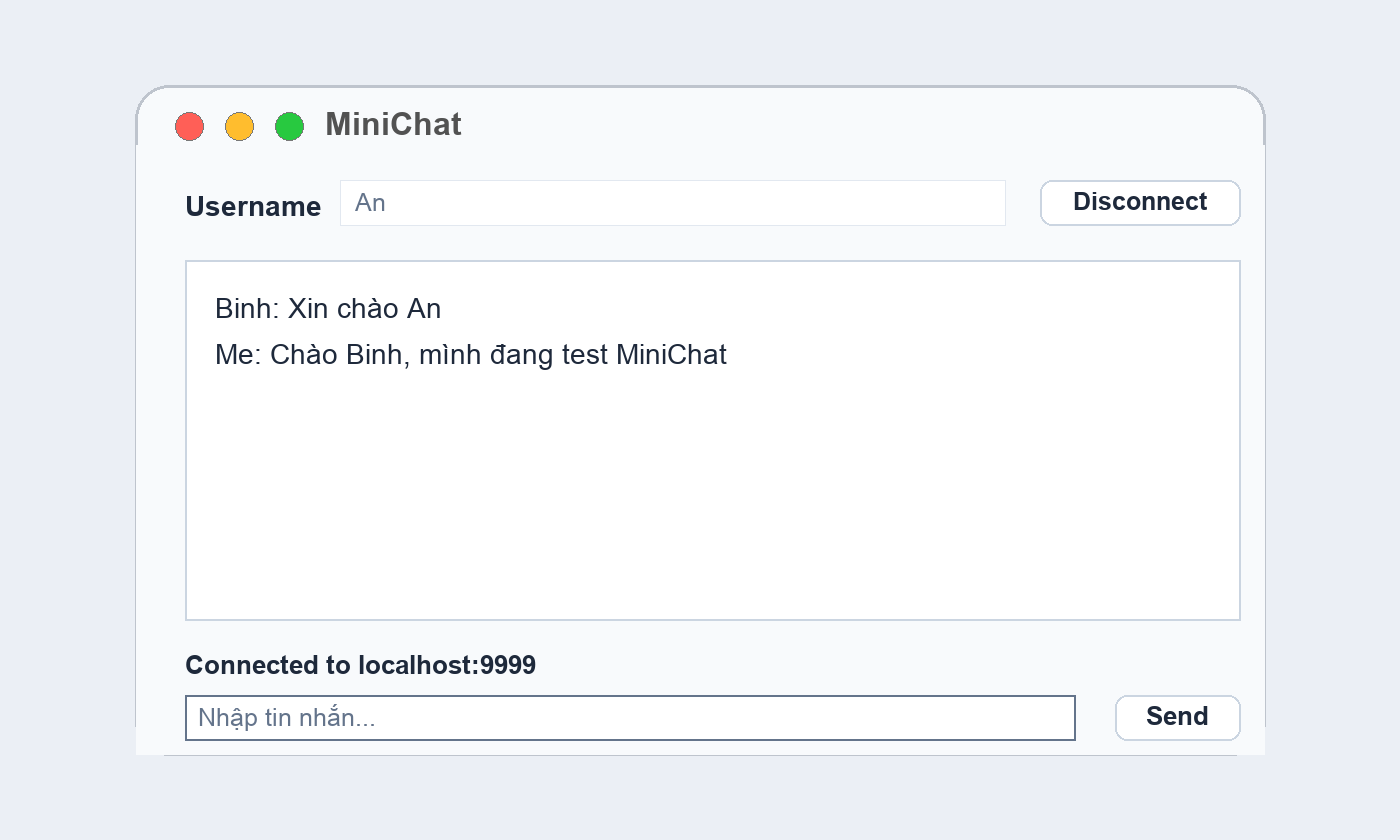 MiniChat
Username An Disconnect
Binh: Xin chào An
Me: Chào Binh, mình đang test MiniChat
Connected to localhost:9999
Nhập tin nhắn... Send